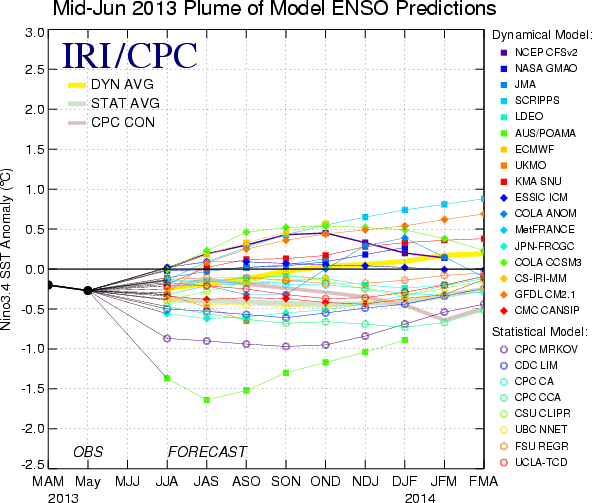 Mid-Jun 2013 Plume of Model ENSO Predictions
3.0
2.5
2.0
1.5
1.0
0.5
0.0
-0.5
-1.0
-1.5
-2.0
-2.5
Nino3.4 SST Anomaly (ºC)
IRI/CPC
DYN AVG
STAT AVG
CPC CON
OBS
FORECAST
MAM May MJJ JJA JAS ASO SON OND NDJ DJF JFM FMA
2013 2014
Dynamical Model:
NCEP CFSv2
NASA GMAO
JMA
SCRIPPS
LDEO
AUS/POAMA
ECMWF
UKMO
KMA SNU
ESSIC ICM
COLA ANOM
MetFRANCE
JPN-FRCGC
COLA CCSM3
CS-IRI-MM
GFDL CM2.1
CMC CANSIP
Statistical Model:
CPC MRKOV
CDC LIM
CPC CA
CPC CCA
CSU CLIPR
UBC NNET
FSU REGR
UCLA-TCD